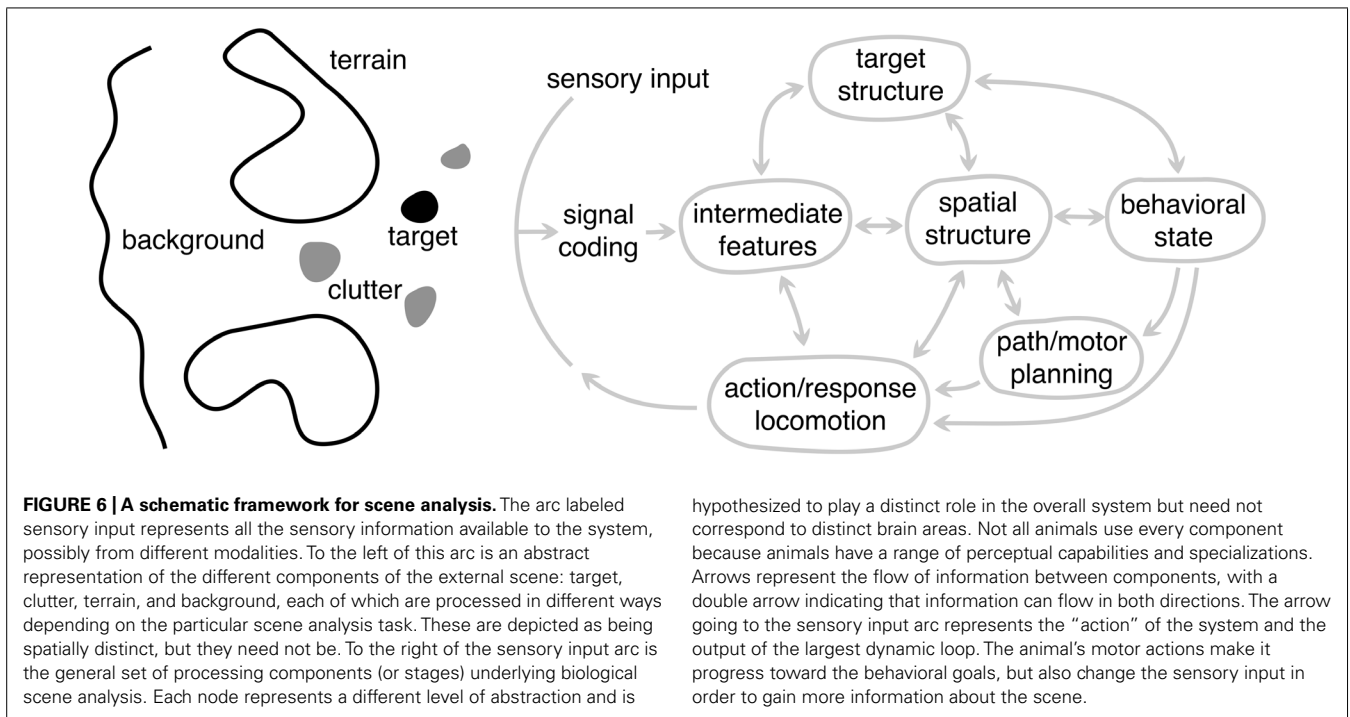 terrain
sensory input
target
structure
background
target
clutter
signal
coding
intermediate
features
spatial
structure
behavioral
state
path/motor
planning
action/response
locomotion
FIGURE 6 | A schematic framework for scene analysis. The arc labeled
sensory input represents all the sensory information available to the system,
possibly from different modalities. To the left of this arc is an abstract
representation of the different components of the external scene: target,
clutter, terrain, and background, each of which are processed in different ways
depending on the particular scene analysis task. These are depicted as being
spatially distinct, but they need not be. To the right of the sensory input arc is
the general set of processing components (or stages) underlying biological
scene analysis. Each node represents a different level of abstraction and is
hypothesized to play a distinct role in the overall system but need not
correspond to distinct brain areas. Not all animals use every component
because animals have a range of perceptual capabilities and specializations.
Arrows represent the flow of information between components, with a
double arrow indicating that information can flow in both directions. The arrow
going to the sensory input arc represents the “action” of the system and the
output of the largest dynamic loop. The animal’s motor actions make it
progress toward the behavioral goals, but also change the sensory input in
order to gain more information about the scene.